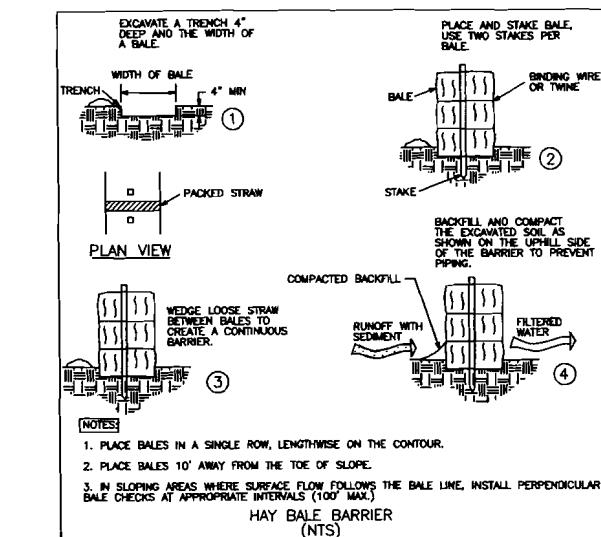 EXCAVATE A TRENCH 4"
DEEP AND THE WIDTH OF
A BALE.
WIDTH OF BALE
TRENCH
4" MIN
1
PLACE AND STAKE BALE,
USE TWO STAKES PER
BALE.
BALE
BINDING WIRE
OR TWINE
2
STAKE
PACKED STRAW
PLAN VIEW
WEDGE LOOSE STRAW
BETWEEN BALES TO
CREATE A CONTINUOUS
BARRIER.
3
BACKFILL AND COMPACT
THE EXCAVATED SOIL AS
SHOWN ON THE UPHILL SIDE
OF THE BARRIER TO PREVENT
PIPING.
COMPACTED BACKFILL
RUNOFF WITH
SEDIMENT
FILTERED
WATER
4
NOTES:
1. PLACE BALES IN A SINGLE ROW, LENGTHWISE ON THE CONTOUR.
2. PLACE BALES 10' AWAY FROM THE TOE OF SLOPE.
3. IN SLOPING AREAS WHERE SURFACE FLOW FOLLOWS THE BALE LINE, INSTALL PERPENDICULAR
BALE CHECKS AT APPROPRIATE INTERVALS (100' MAX.)
HAY BALE BARRIER
(NTS)